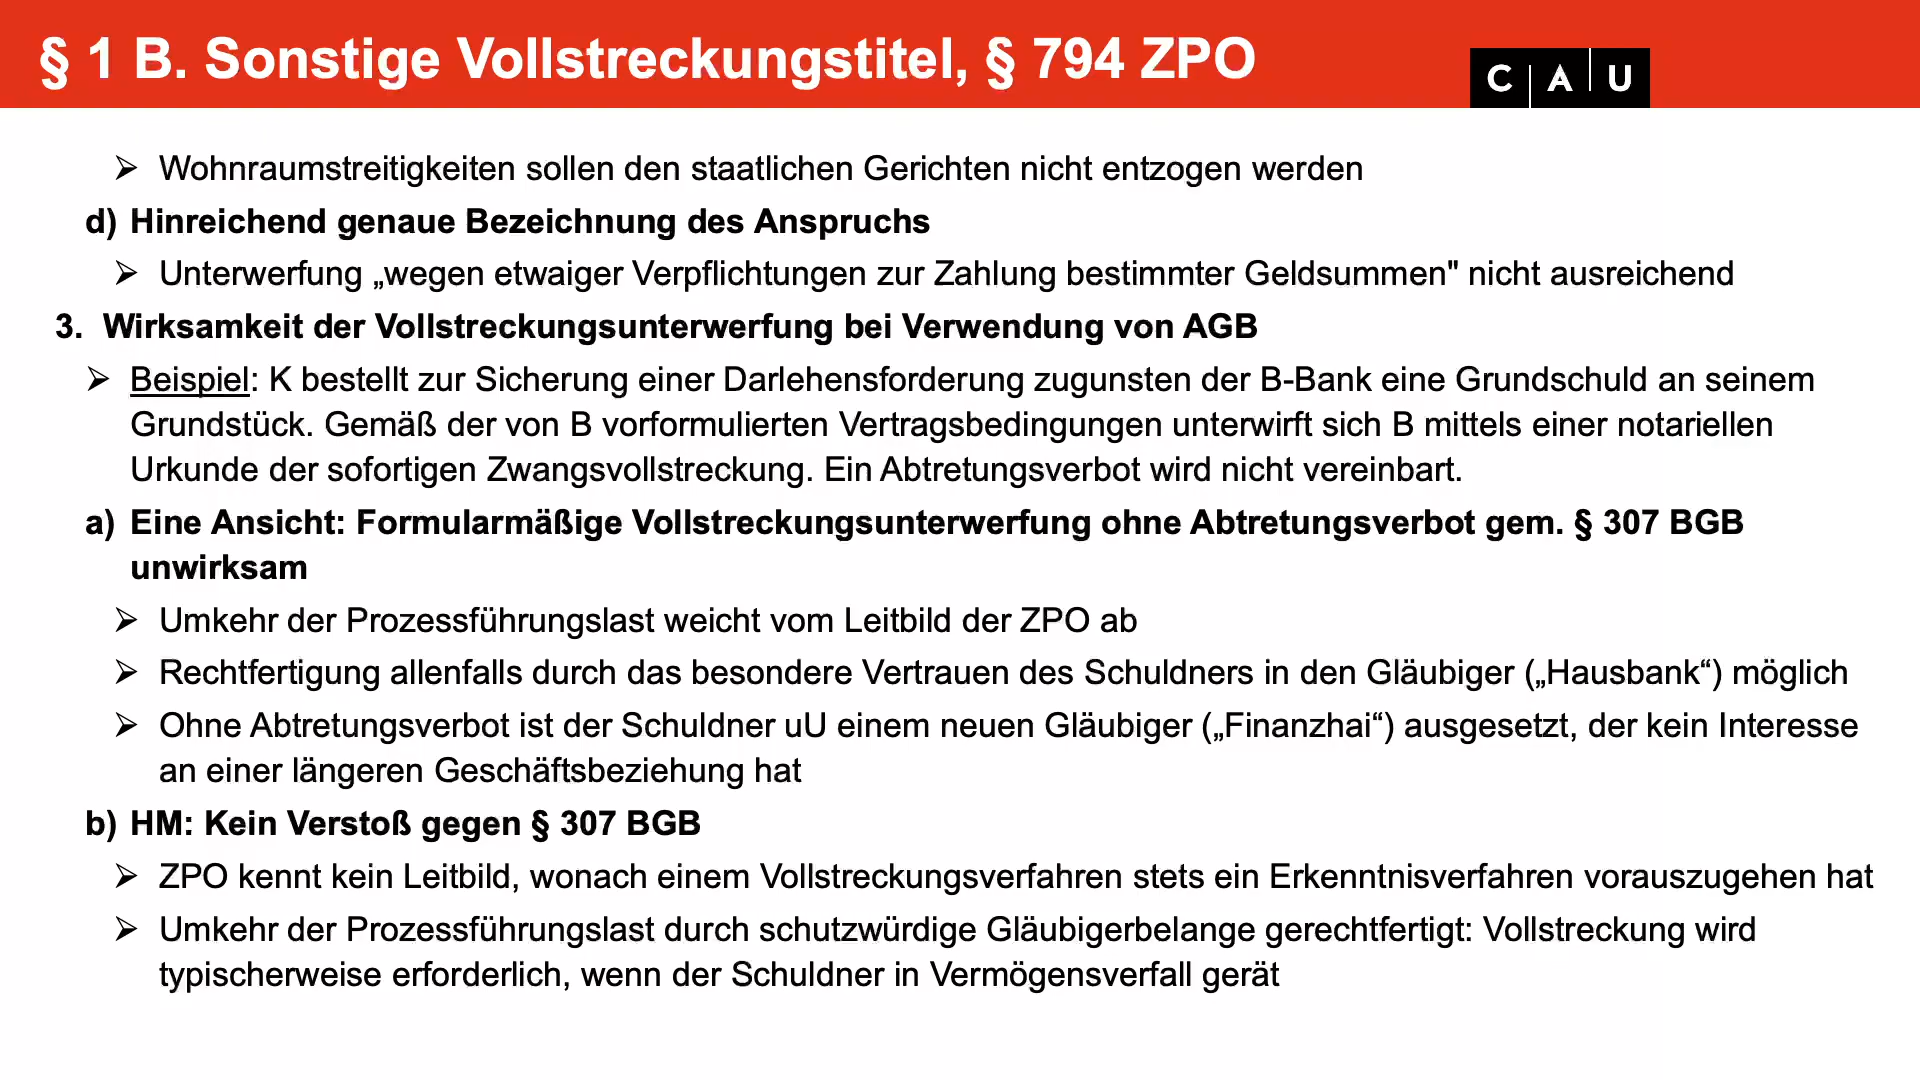 § 1 B. Sonstige Vollstreckungstitel, § 794 ZPO
CAU
➢ Wohnraumstreitigkeiten sollen den staatlichen Gerichten nicht entzogen werden
d) Hinreichend genaue Bezeichnung des Anspruchs
➢ Unterwerfung „wegen etwaiger Verpflichtungen zur Zahlung bestimmter Geldsummen" nicht ausreichend
3. Wirksamkeit der Vollstreckungsunterwerfung bei Verwendung von AGB
➢ Beispiel: K bestellt zur Sicherung einer Darlehensforderung zugunsten der B-Bank eine Grundschuld an seinem
Grundstück. Gemäß der von B vorformulierten Vertragsbedingungen unterwirft sich B mittels einer notariellen
Urkunde der sofortigen Zwangsvollstreckung. Ein Abtretungsverbot wird nicht vereinbart.
a) Eine Ansicht: Formularmäßige Vollstreckungsunterwerfung ohne Abtretungsverbot gem. § 307 BGB
unwirksam
➢ Umkehr der Prozessführungslast weicht vom Leitbild der ZPO ab
➢ Rechtfertigung allenfalls durch das besondere Vertrauen des Schuldners in den Gläubiger („Hausbank“) möglich
➢ Ohne Abtretungsverbot ist der Schuldner uU einem neuen Gläubiger („Finanzhai“) ausgesetzt, der kein Interesse
an einer längeren Geschäftsbeziehung hat
b) HM: Kein Verstoß gegen § 307 BGB
➢ ZPO kennt kein Leitbild, wonach einem Vollstreckungsverfahren stets ein Erkenntnisverfahren vorauszugehen hat
➢ Umkehr der Prozessführungslast durch schutzwürdige Gläubigerbelange gerechtfertigt: Vollstreckung wird
typischerweise erforderlich, wenn der Schuldner in Vermögensverfall gerät